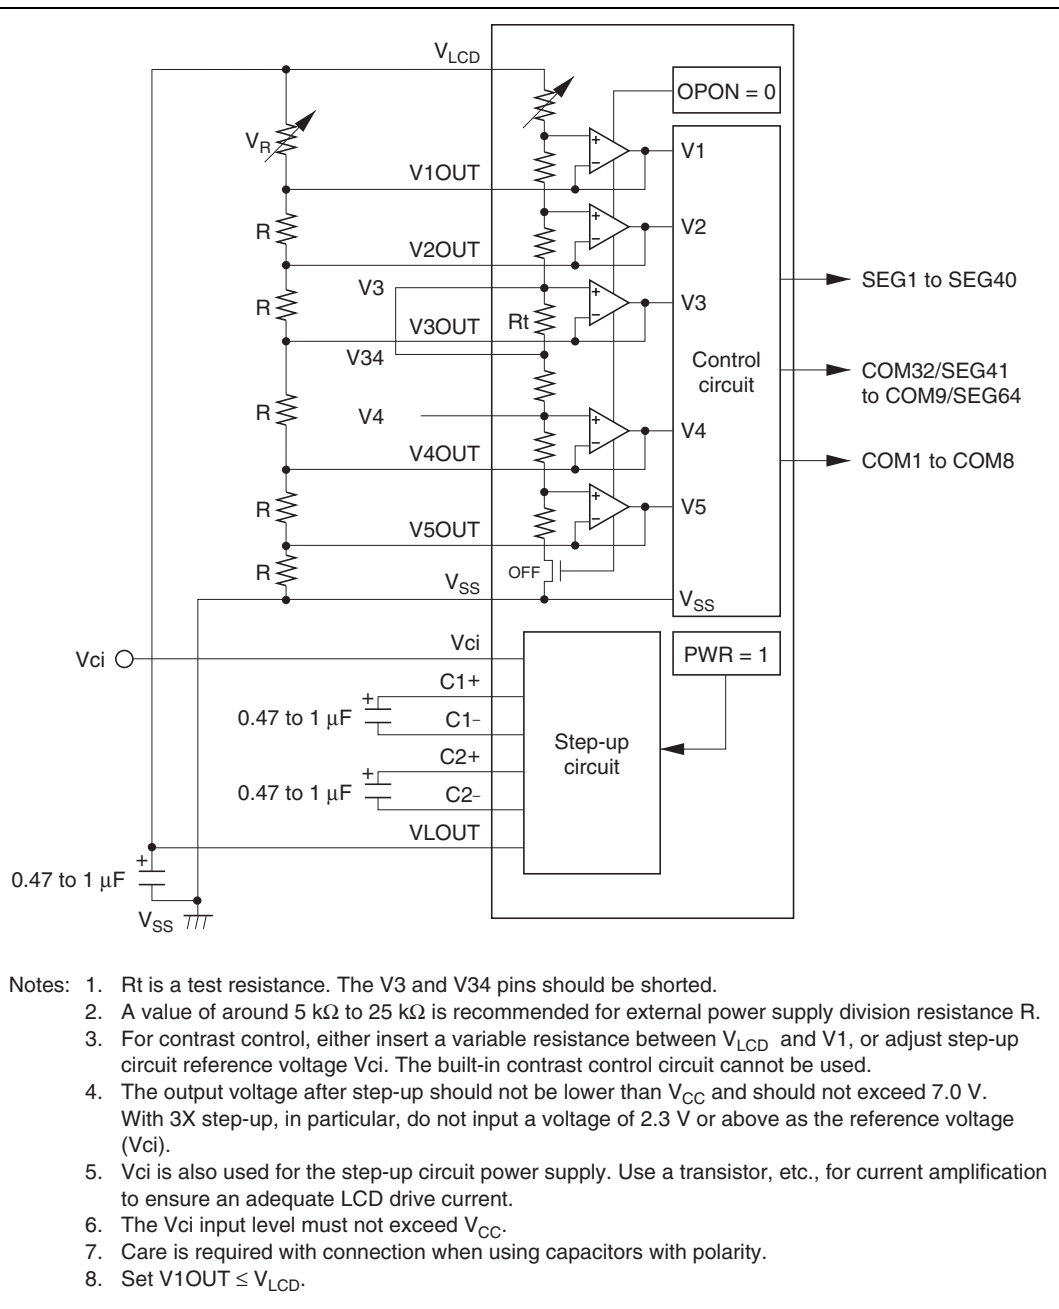 V_LCD
OPON = 0
V_R
V1OUT
+
−
V1
R
V2OUT
+
−
V2
V3
+
−
V3
R
V3OUT
Rt
V34
Control
circuit
SEG1 to SEG40
COM32/SEG41
to COM9/SEG64
R
V4
+
−
V4
V4OUT
COM1 to COM8
R
V5OUT
+
−
V5
R
OFF
V_SS
V_SS
Vci
Vci
PWR = 1
C1+
+
0.47 to 1 μF
C1−
Step-up
circuit
C2+
+
0.47 to 1 μF
C2−
VLOUT
+
0.47 to 1 μF
V_SS
Notes: 1. Rt is a test resistance. The V3 and V34 pins should be shorted.
2. A value of around 5 kΩ to 25 kΩ is recommended for external power supply division resistance R.
3. For contrast control, either insert a variable resistance between V_LCD and V1, or adjust step-up
circuit reference voltage Vci. The built-in contrast control circuit cannot be used.
4. The output voltage after step-up should not be lower than V_CC and should not exceed 7.0 V.
With 3X step-up, in particular, do not input a voltage of 2.3 V or above as the reference voltage
(Vci).
5. Vci is also used for the step-up circuit power supply. Use a transistor, etc., for current amplification
to ensure an adequate LCD drive current.
6. The Vci input level must not exceed V_CC.
7. Care is required with connection when using capacitors with polarity.
8. Set V1OUT ≤ V_LCD.